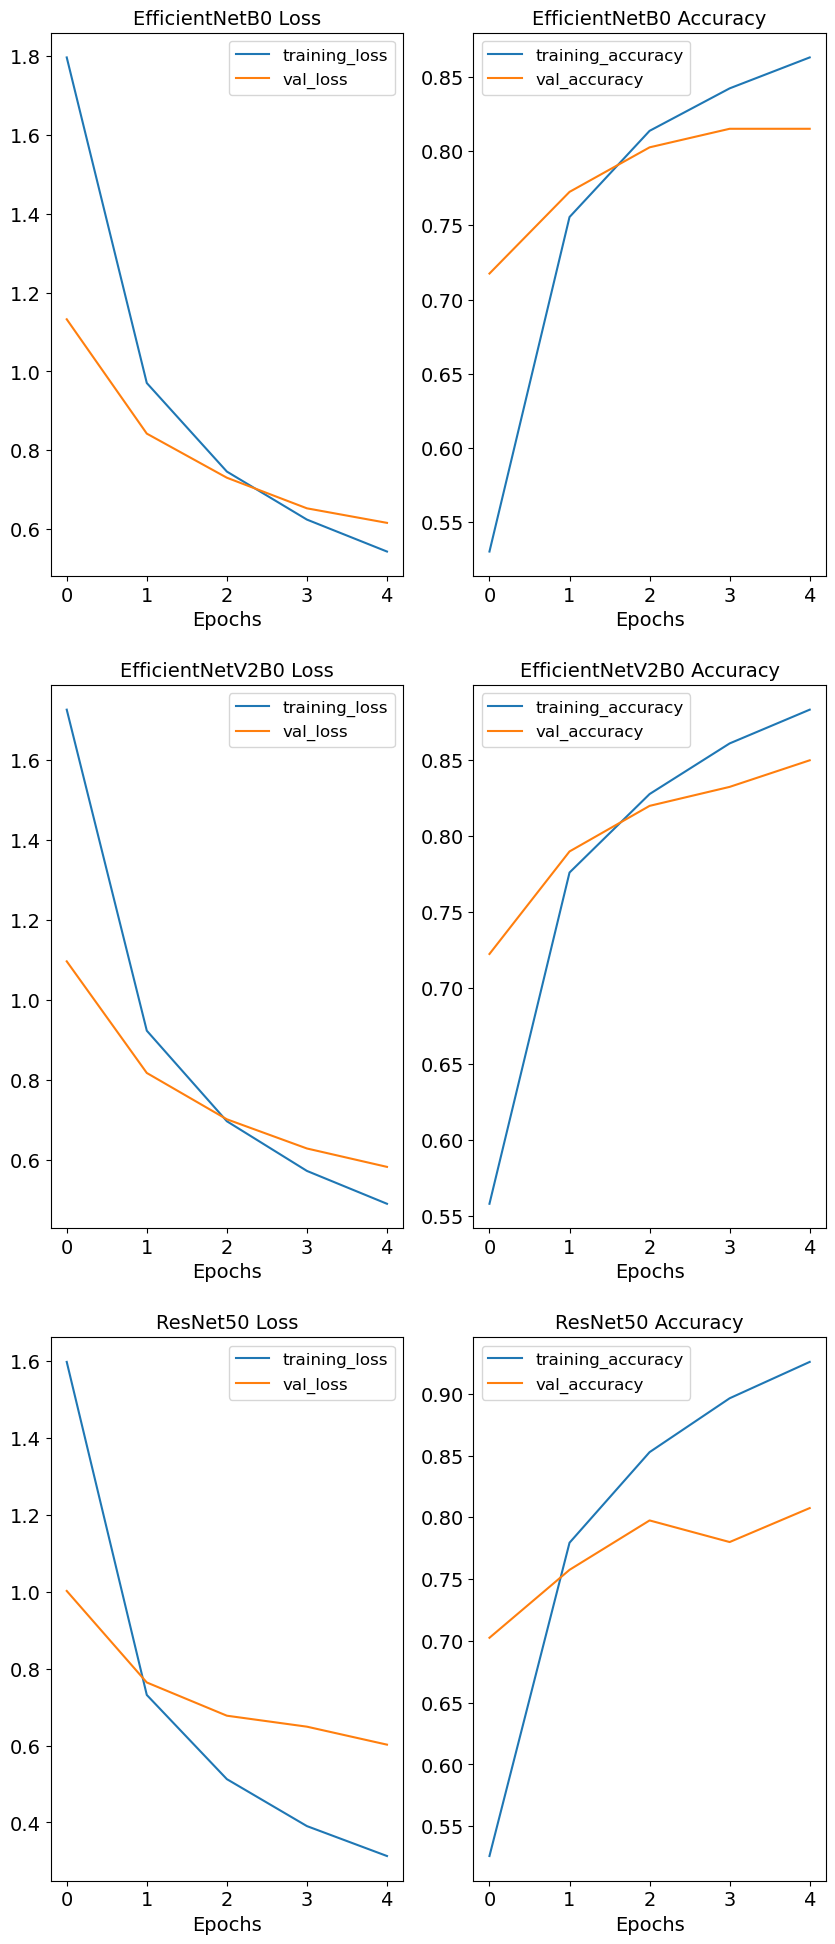 EfficientNetB0 Loss
training_loss
val_loss
1.8
1.6
1.4
1.2
1.0
0.8
0.6
0 1 2 3 4
Epochs
EfficientNetB0 Accuracy
training_accuracy
val_accuracy
0.85
0.80
0.75
0.70
0.65
0.60
0.55
0 1 2 3 4
Epochs
EfficientNetV2B0 Loss
training_loss
val_loss
1.6
1.4
1.2
1.0
0.8
0.6
0 1 2 3 4
Epochs
EfficientNetV2B0 Accuracy
training_accuracy
val_accuracy
0.85
0.80
0.75
0.70
0.65
0.60
0.55
0 1 2 3 4
Epochs
ResNet50 Loss
training_loss
val_loss
1.6
1.4
1.2
1.0
0.8
0.6
0.4
0 1 2 3 4
Epochs
ResNet50 Accuracy
training_accuracy
val_accuracy
0.90
0.85
0.80
0.75
0.70
0.65
0.60
0.55
0 1 2 3 4
Epochs